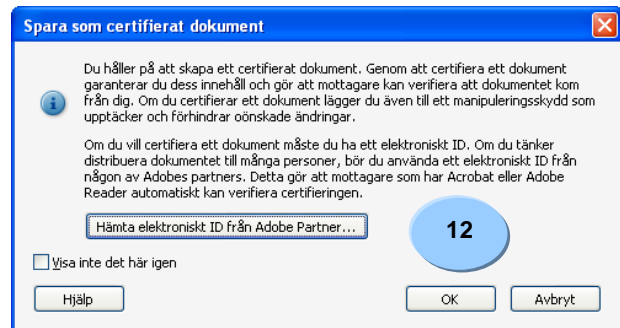 Spara som certifierat dokument
Du håller på att skapa ett certifierat dokument. Genom att certifiera ett dokument
garanterar du dess innehåll och gör att mottagare kan verifiera att dokumentet kom
från dig. Om du certifierar ett dokument lägger du även till ett manipuleringsskydd som
upptäcker och förhindrar oönskade ändringar.
Om du vill certifiera ett dokument måste du ha ett elektroniskt ID. Om du tänker
distribuera dokumentet till många personer, bör du använda ett elektroniskt ID från
någon av Adobes partners. Detta gör att mottagare som har Acrobat eller Adobe
Reader automatiskt kan verifiera certifieringen.
Hämta elektroniskt ID från Adobe Partner...
12
Visa inte det här igen
Hjälp OK Avbryt